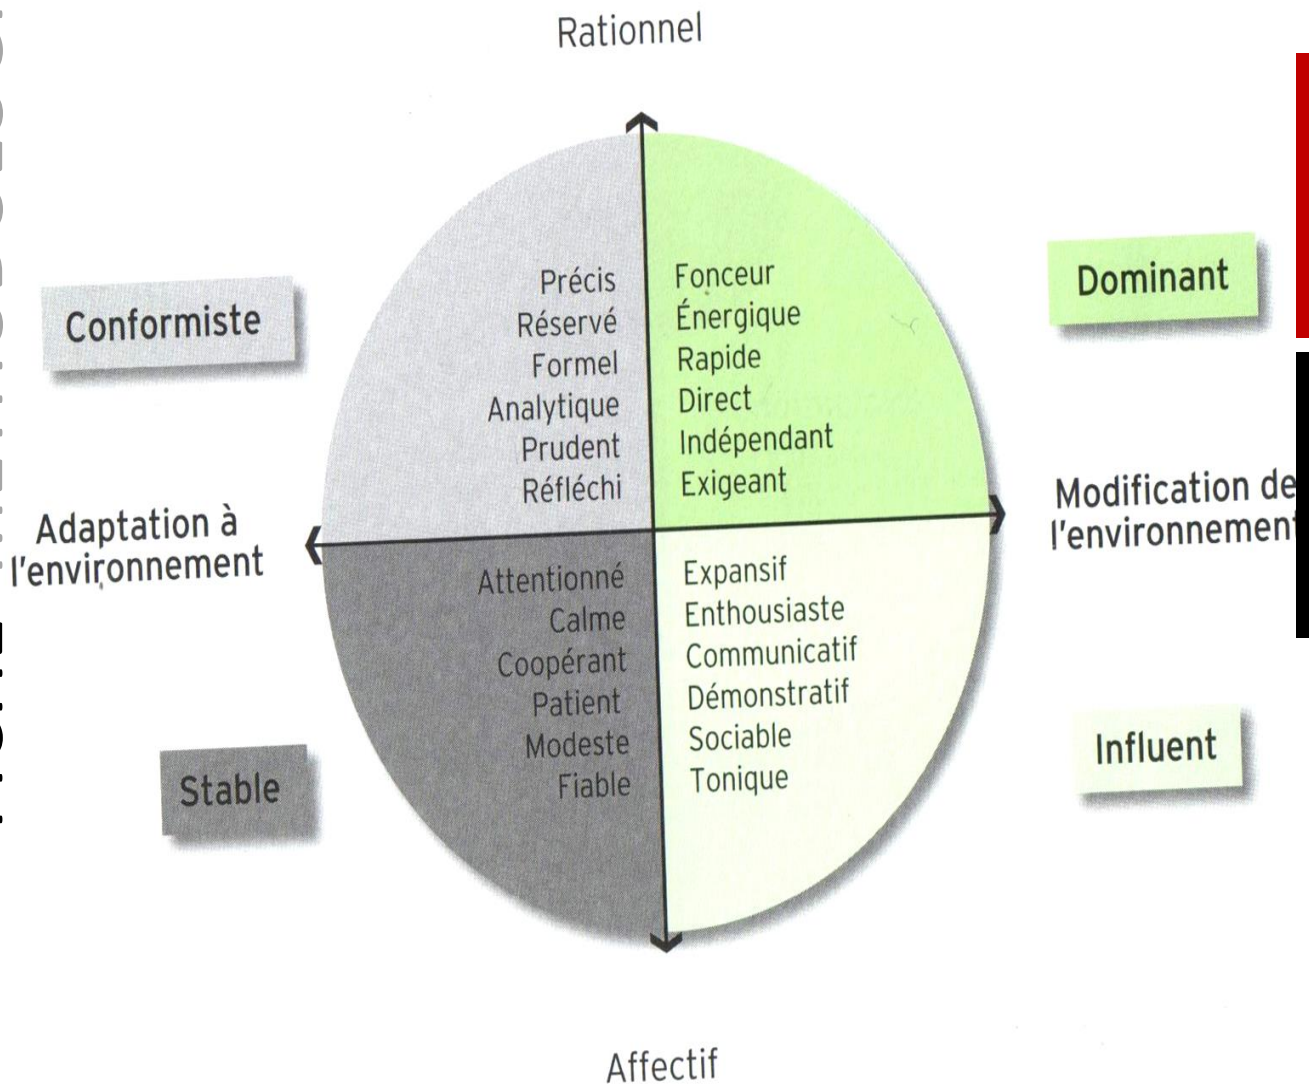 Rationnel
Conformiste
Dominant
Précis
Réservé
Formel
Analytique
Prudent
Réfléchi
Fonceur
Énergique
Rapide
Direct
Indépendant
Exigeant
Adaptation à
l'environnement
Modification de
l'environnement
Attentionné
Calme
Coopérant
Patient
Modeste
Fiable
Expansif
Enthousiaste
Communicatif
Démonstratif
Sociable
Tonique
Stable
Influent
Affectif